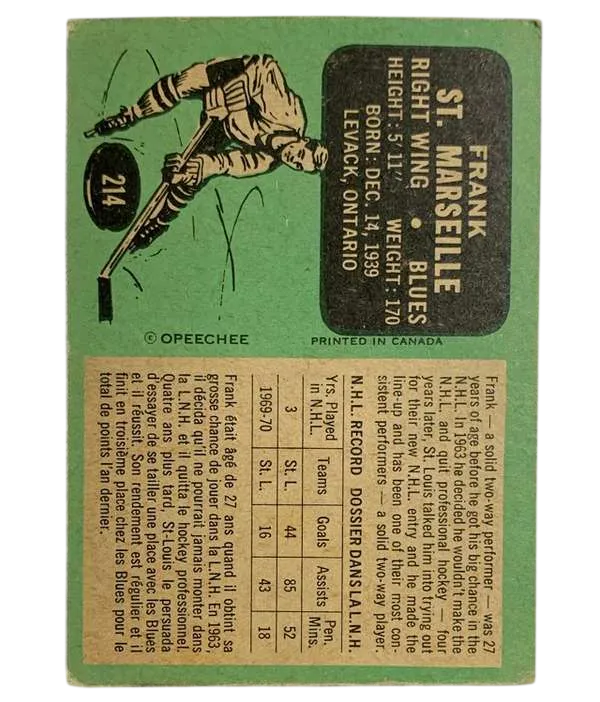 FRANK
ST. MARSEILLE
RIGHT WING • BLUES
HEIGHT: 5'11" WEIGHT: 170
BORN: DEC. 14, 1939
LEVACK, ONTARIO
214
© OPEECHEE
PRINTED IN CANADA
Frank — a solid two-way performer — was 27
years of age before he got his big chance in the
N.H.L. In 1963 he decided he wouldn't make the
N.H.L. and quit professional hockey — four
years later, St. Louis talked him into trying out
for their new N.H.L. entry and he made the
line-up and has been one of their most con-
sistent performers — a solid two-way player.
N.H.L. RECORD DOSSIER DANS LA L.N.H.
Yrs. Played in N.H.L. Teams Goals Assists Pen. Mins.
3 St. L. 44 85 52
1969-70 St. L. 16 43 18
Frank était âgé de 27 ans quand il obtint sa
grosse chance de jouer dans la L.N.H. En 1963,
il décida qu'il ne pourrait jamais monter dans
la L.N.H. et il quitta le hockey professionnel.
Quatre ans plus tard, St-Louis le persuada
d'essayer de se tailler une place avec les Blues
et il réussit. Son rendement est régulier et il
finit en troisième place chez les Blues pour le
total de points l'an dernier.